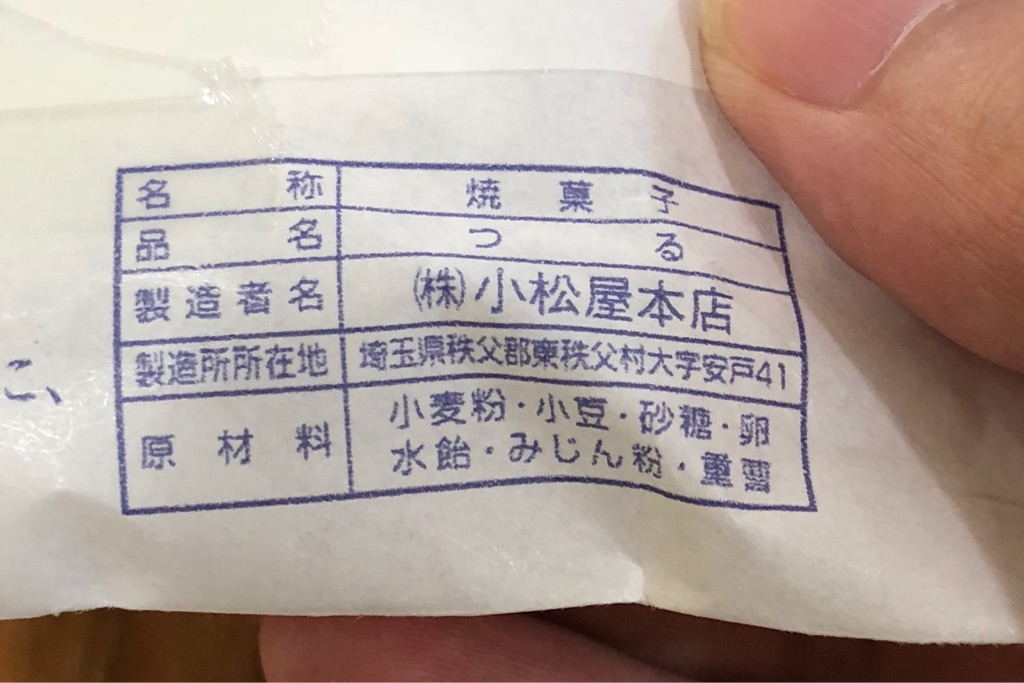 名称 焼菓子
品名 つる
製造者名 (株)小松屋本店
製造所所在地 埼玉県秩父郡東秩父村大字安戸41
原材料 小麦粉・小豆・砂糖・卵
水飴・みじん粉・重曹
こ、